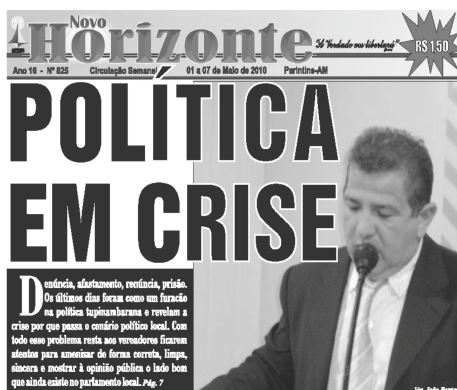 Novo
Horizonte
"Só Verdade vos libertará"
R$ 1,50
Ano 16 - Nº 825 Circulação Semanal 01 a 07 de Maio de 2010 Parintins-AM
POLÍTICA
EM CRISE
Denúncia, afastamento, renúncia, prisão.
Os últimos dias foram como um furacão
na política tupinambarana e revelam a
crise por que passa o cenário político local. Com
todo esse problema resta aos vereadores ficarem
atentos para amenizar de forma correta, limpa,
sincera e mostrar à opinião pública o lado bom
que ainda existe no parlamento local. Pág. 7